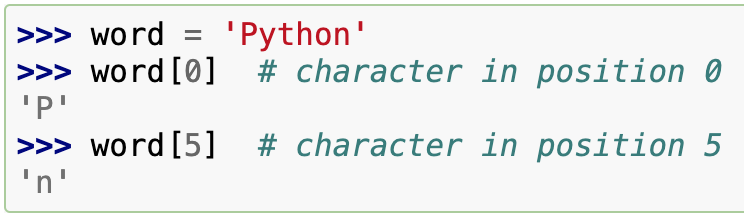 >>> word = 'Python'
>>> word[0]  # character in position 0
'P'
>>> word[5]  # character in position 5
'n'